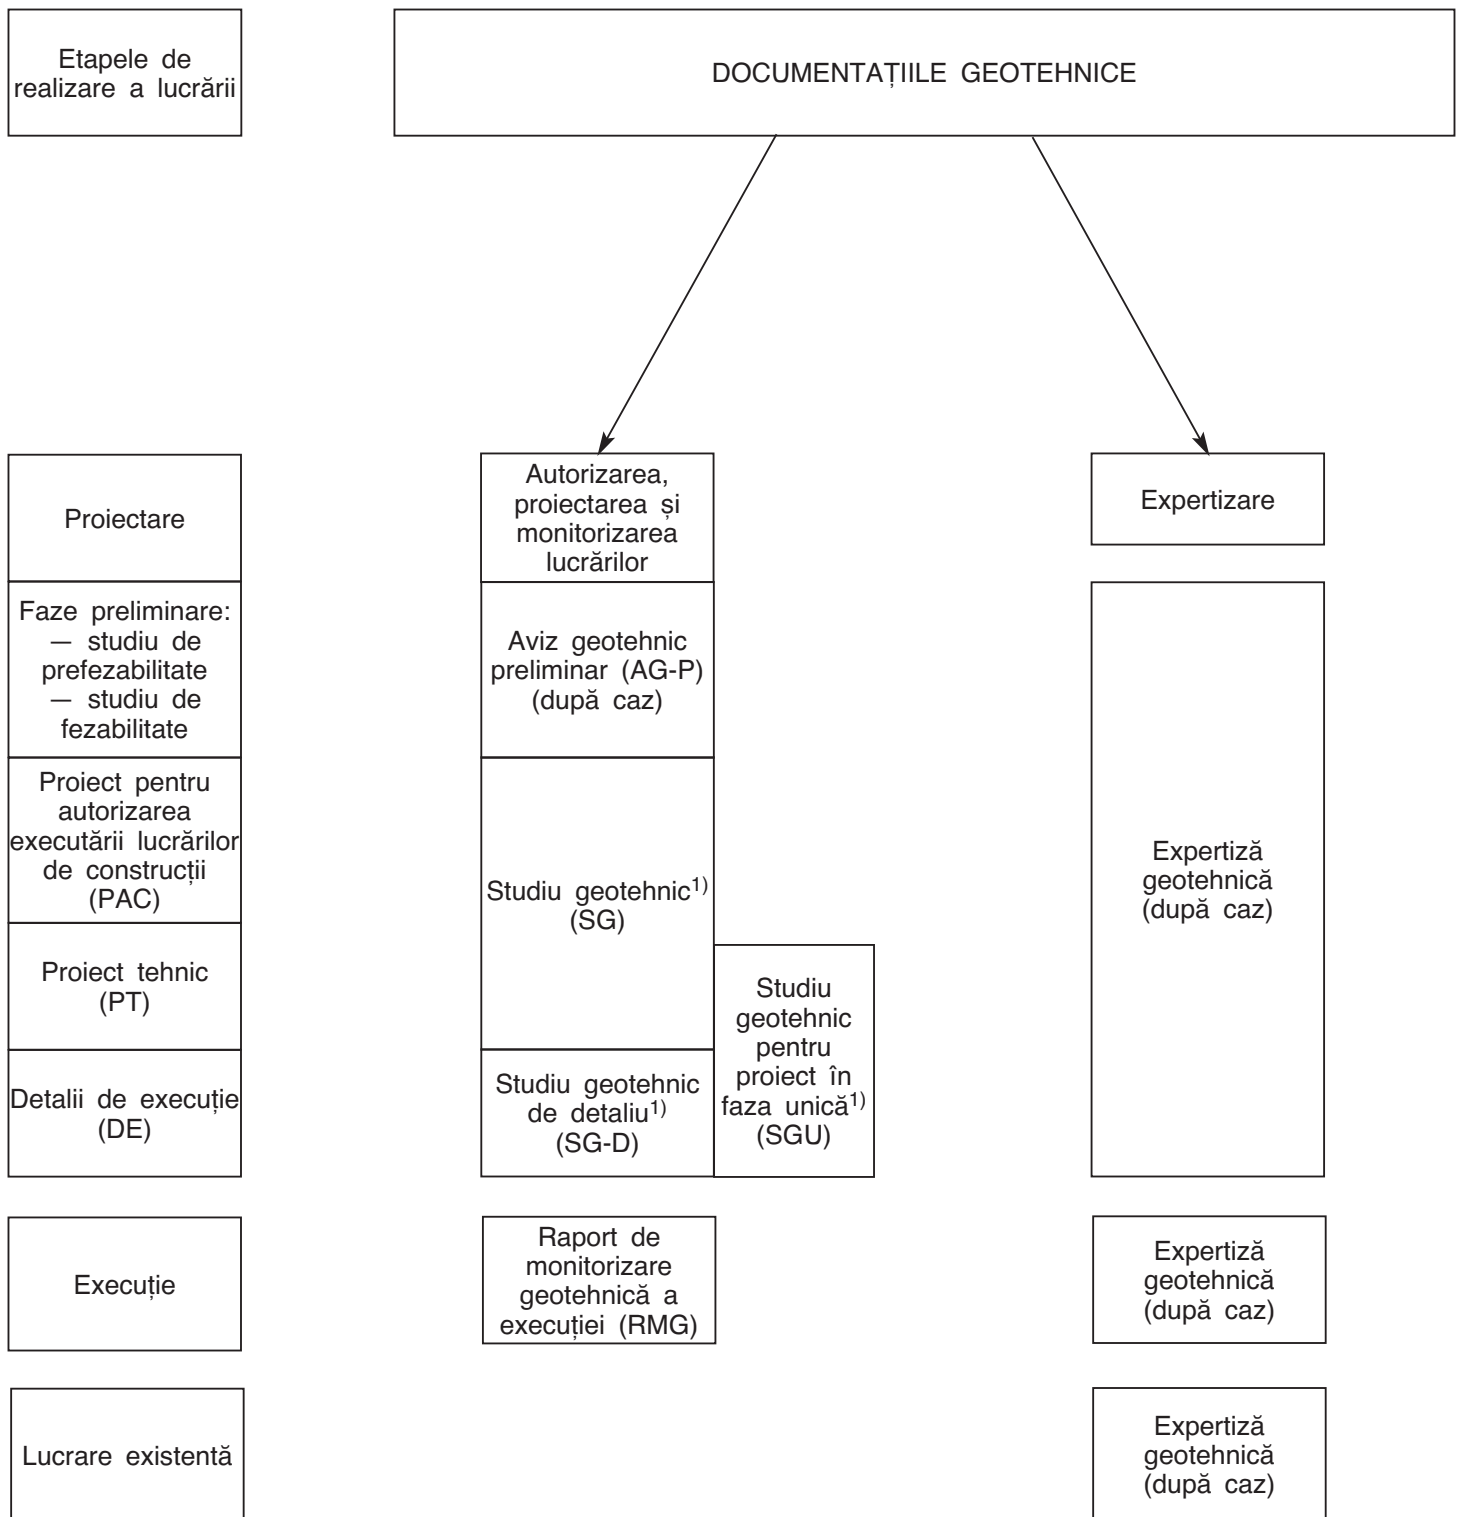 Etapele de
realizare a lucrării
DOCUMENTAȚIILE GEOTEHNICE
Proiectare
Autorizarea,
proiectarea și
monitorizarea
lucrărilor
Expertizare
Faze preliminare:
— studiu de
prefezabilitate
— studiu de
fezabilitate
Aviz geotehnic
preliminar (AG-P)
(după caz)
Proiect pentru
autorizarea
executării lucrărilor
de construcții
(PAC)
Studiu geotehnic1)
(SG)
Expertiză
geotehnică
(după caz)
Proiect tehnic
(PT)
Studiu
geotehnic
pentru
proiect în
faza unică1)
(SGU)
Detalii de execuție
(DE)
Studiu geotehnic
de detaliu1)
(SG-D)
Execuție
Raport de
monitorizare
geotehnică a
execuției (RMG)
Expertiză
geotehnică
(după caz)
Lucrare existentă
Expertiză
geotehnică
(după caz)